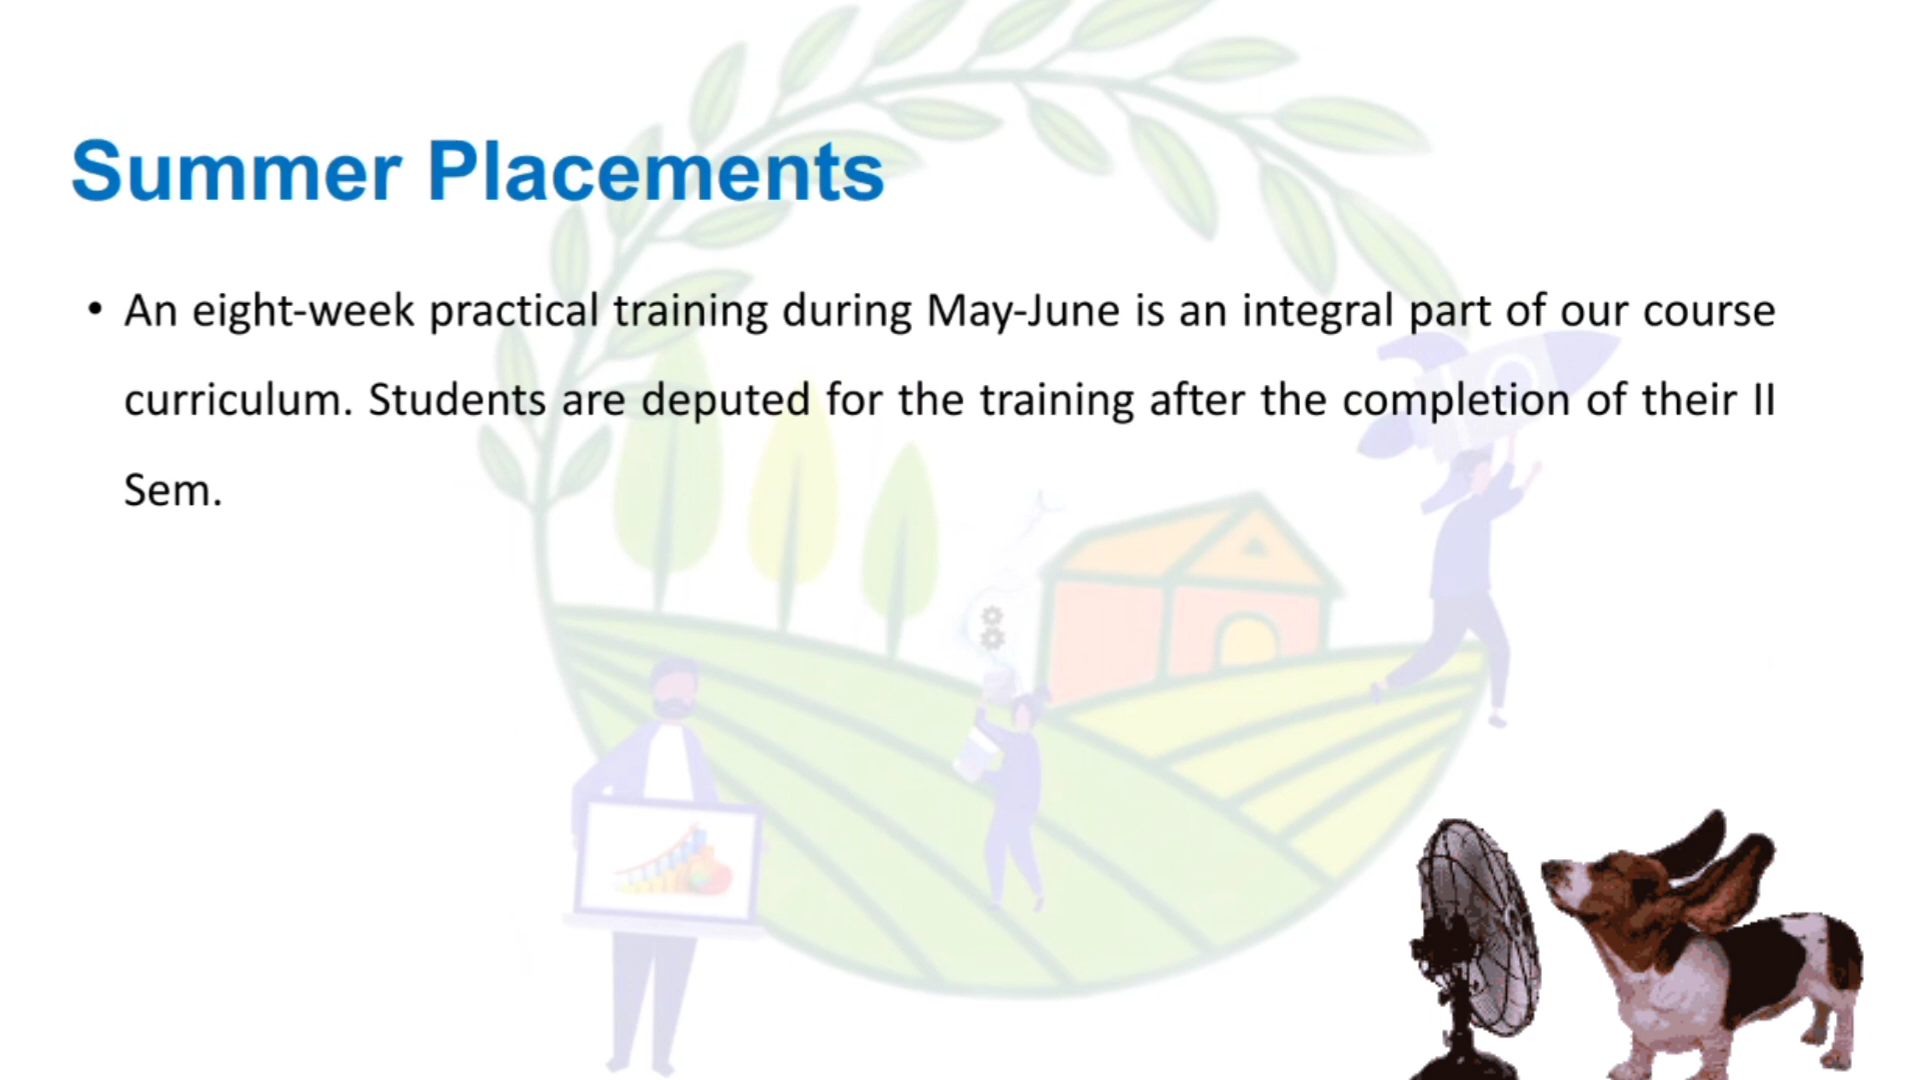 Summer Placements
• An eight-week practical training during May-June is an integral part of our course
curriculum. Students are deputed for the training after the completion of their II
Sem.